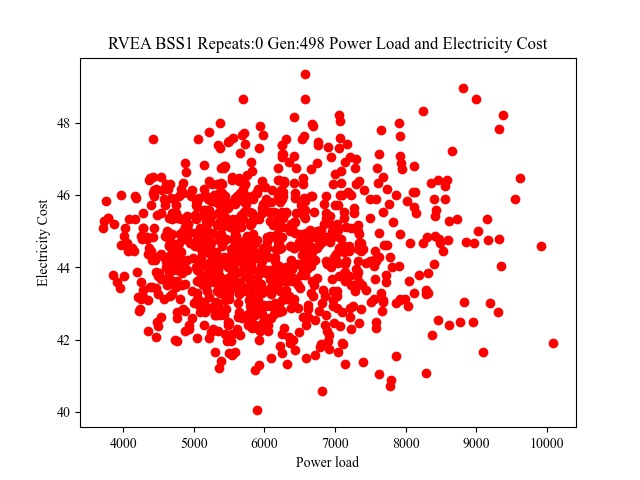 RVEA BSS1 Repeats:0 Gen:498 Power Load and Electricity Cost
48
46
44
42
40
Electricity Cost
4000 5000 6000 7000 8000 9000 10000
Power load